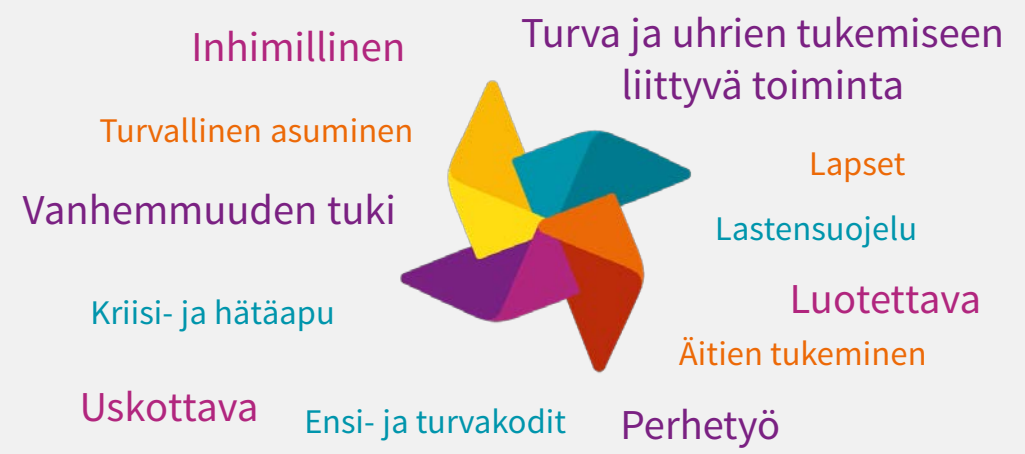 Inhimillinen
Turva ja uhrien tukemiseen
liittyvä toiminta
Turvallinen asuminen
Lapset
Vanhemmuuden tuki
Lastensuojelu
Kriisi- ja hätäapu
Luotettava
Äitien tukeminen
Uskottava
Ensi- ja turvakodit
Perhetyö